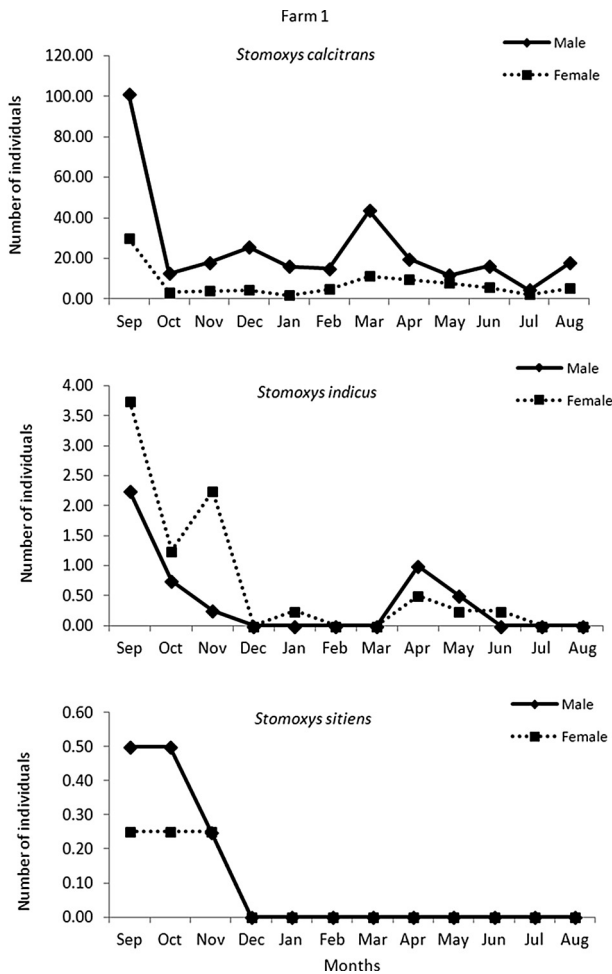 Farm 1
Stomoxys calcitrans
Male
Female
Number of individuals
120.00
100.00
80.00
60.00
40.00
20.00
0.00
Sep Oct Nov Dec Jan Feb Mar Apr May Jun Jul Aug
Stomoxys indicus
Male
Female
Number of individuals
4.00
3.50
3.00
2.50
2.00
1.50
1.00
0.50
0.00
Sep Oct Nov Dec Jan Feb Mar Apr May Jun Jul Aug
Stomoxys sitiens
Male
Female
Number of individuals
0.60
0.50
0.40
0.30
0.20
0.10
0.00
Sep Oct Nov Dec Jan Feb Mar Apr May Jun Jul Aug
Months